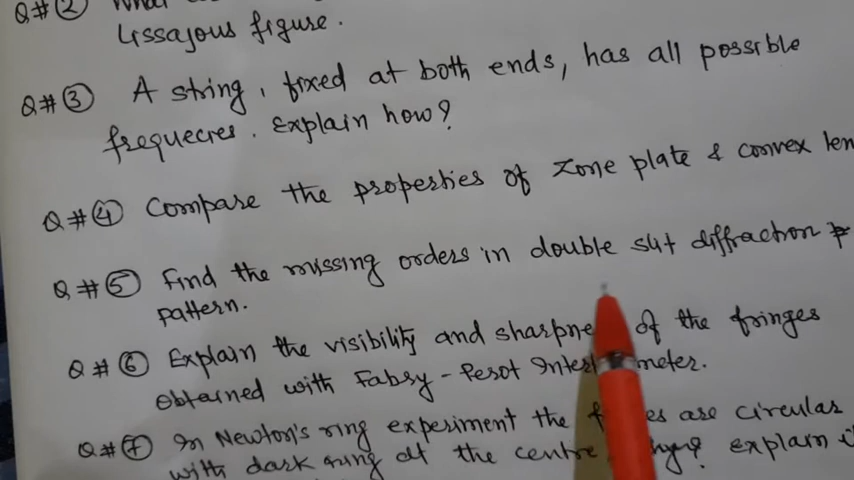 Q# ② What
Lissajous figure.
Q# ③ A string, fixed at both ends, has all possible
frequecres. Explain how?
Q# ④ Compare the properties of zone plate & convex len
Q# ⑤ Find the missing orders in double slit diffraction
pattern.
Q# ⑥ Explain the visibility and sharpne of the fringes
obtained with Fabry-Perot Inter meter.
Q# ⑦ In Newton's ring experiment the f es are circular
with dark ring at the centre. explain